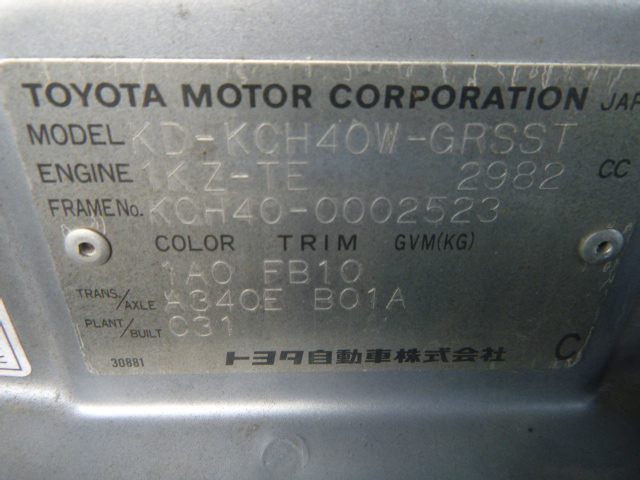 TOYOTA MOTOR CORPORATION JAP
MODEL KD-KCH40W-GRSST
ENGINE 1KZ-TE 2982 CC
FRAME No. KCH40-0002523
COLOR TRIM GVM(KG)
1A0 FB10
TRANS./AXLE A340E B01A
PLANT/BUILT C31
30881 トヨタ自動車株式会社 C